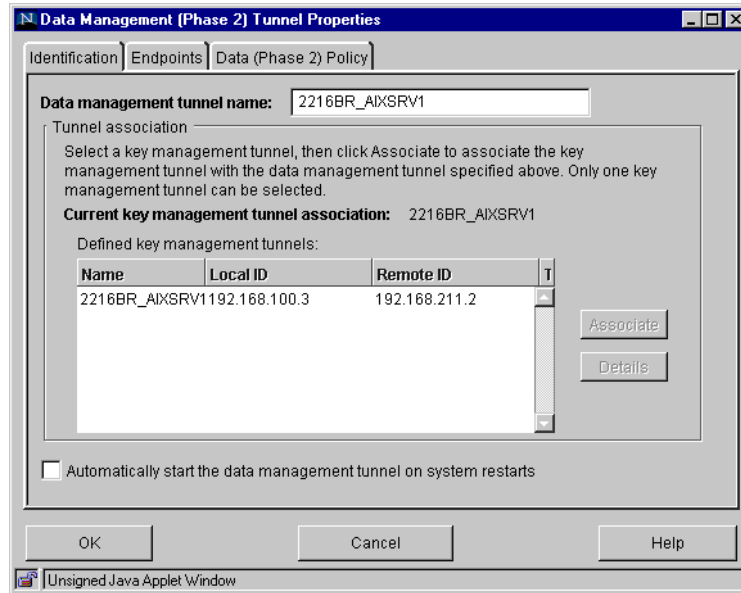 N Data Management (Phase 2) Tunnel Properties
Identification Endpoints Data (Phase 2) Policy
Data management tunnel name: 2216BR_AIXSRV1
Tunnel association
Select a key management tunnel, then click Associate to associate the key
management tunnel with the data management tunnel specified above. Only one key
management tunnel can be selected.
Current key management tunnel association: 2216BR_AIXSRV1
Defined key management tunnels:
Name Local ID Remote ID T
2216BR_AIXSRV1 192.168.100.3 192.168.211.2
Associate
Details
Automatically start the data management tunnel on system restarts
OK Cancel Help
Unsigned Java Applet Window